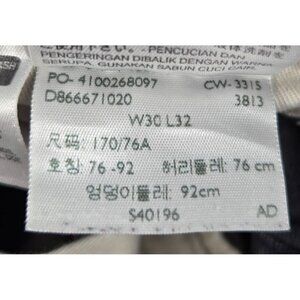 PENCUCIAN DAN
PENGERINGAN DIBALIK DENGAN WARNA
SERUPA. GUNAKAN SABUN CUCI CAIR.
PO- 4100268097 CW-331S
D866671020 3813
W30 L32
尺码: 170/76A
호칭: 76 -92 허리둘레: 76 cm
엉덩이둘레: 92cm
S40196 AD